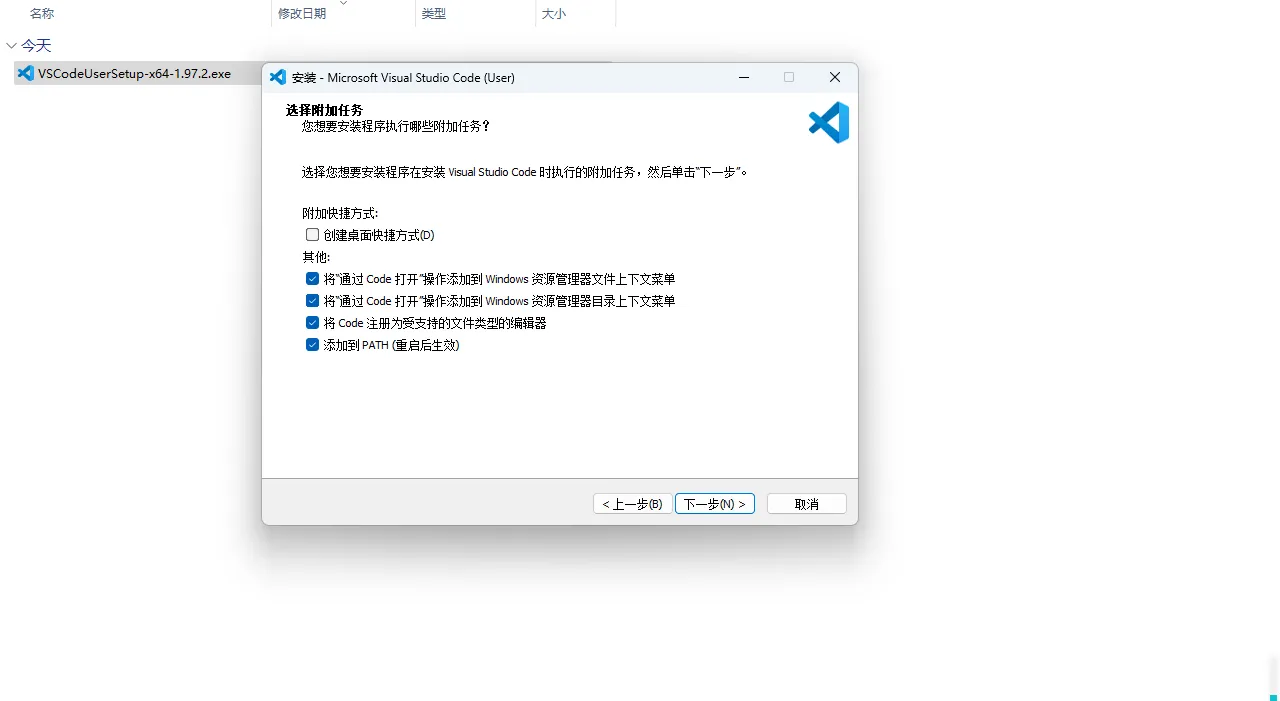 名称 修改日期 类型 大小
今天
VSCodeUserSetup-x64-1.97.2.exe
安装 - Microsoft Visual Studio Code (User)
选择附加任务
您想要安装程序执行哪些附加任务？
选择您想要安装程序在安装 Visual Studio Code 时执行的附加任务，然后单击“下一步”。
附加快捷方式:
创建桌面快捷方式(D)
其他:
将“通过 Code 打开”操作添加到 Windows 资源管理器文件上下文菜单
将“通过 Code 打开”操作添加到 Windows 资源管理器目录上下文菜单
将 Code 注册为受支持的文件类型的编辑器
添加到 PATH (重启后生效)
< 上一步(B) 下一步(N) > 取消